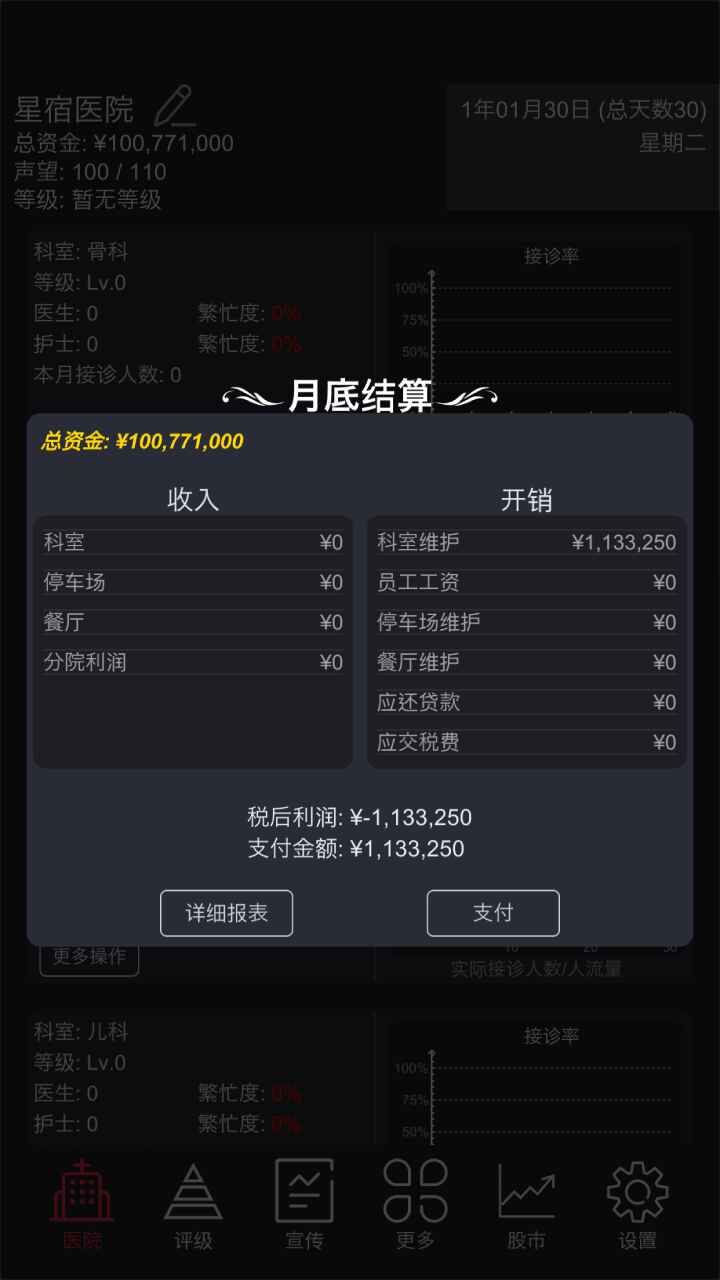 星宿医院
1年01月30日 (总天数30)
总资金: ¥100,771,000
星期二
声望: 100 / 110
等级: 暂无等级
科室: 骨科
等级: Lv.0
医生: 0 繁忙度: 0%
护士: 0 繁忙度: 0%
本月接诊人数: 0
接诊率
100%
75%
50%
月底结算
总资金: ¥100,771,000
收入
科室 ¥0
停车场 ¥0
餐厅 ¥0
分院利润 ¥0
开销
科室维护 ¥1,133,250
员工工资 ¥0
停车场维护 ¥0
餐厅维护 ¥0
应还贷款 ¥0
应交税费 ¥0
税后利润: ¥-1,133,250
支付金额: ¥1,133,250
详细报表 支付
更多操作
10 20 30
实际接诊人数/人流量
科室: 儿科
等级: Lv.0
医生: 0 繁忙度: 0%
护士: 0 繁忙度: 0%
接诊率
100%
75%
50%
医院 评级 宣传 更多 股市 设置